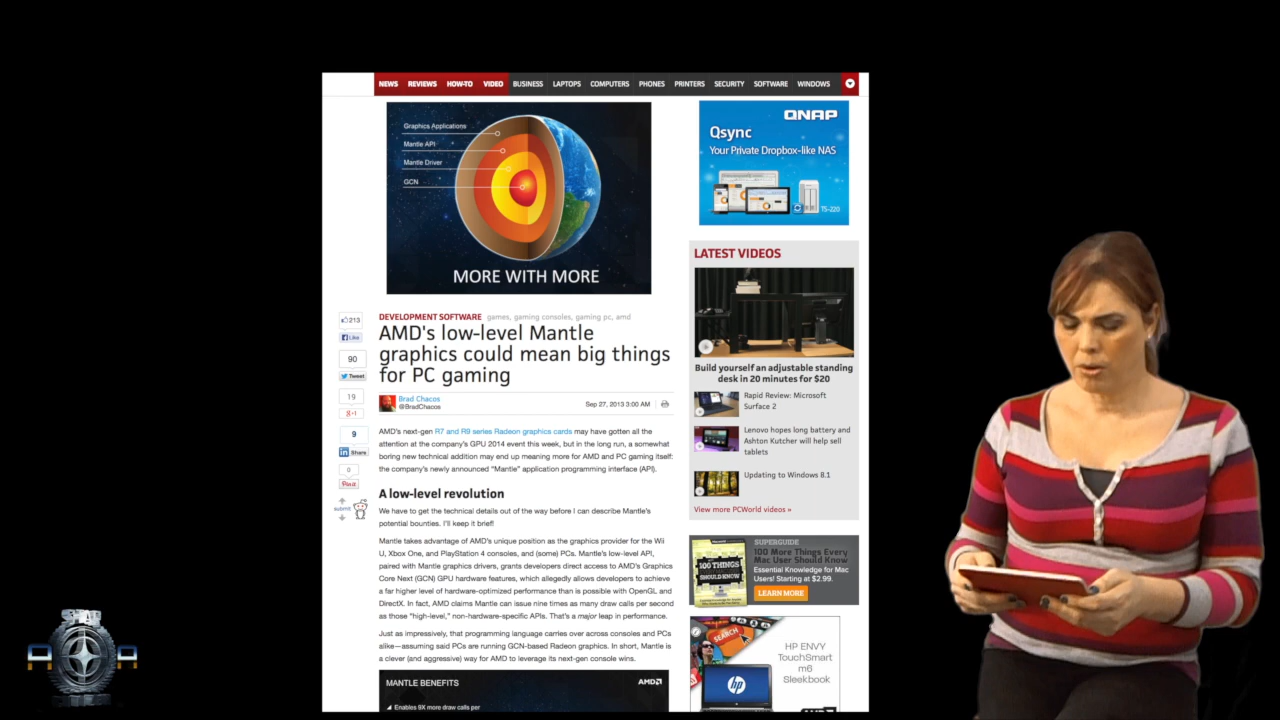 NEWS REVIEWS HOW-TO VIDEO BUSINESS LAPTOPS COMPUTERS PHONES PRINTERS SECURITY SOFTWARE WINDOWS
Graphics Applications
Mantle API
Mantle Driver
GCN
MORE WITH MORE
QNAP
Qsync
Your Private Dropbox-like NAS
TS-220
DEVELOPMENT SOFTWARE games, gaming consoles, gaming pc, amd
AMD's low-level Mantle
graphics could mean big things
for PC gaming
Brad Chacos
@BradChacos
Sep 27, 2013 3:00 AM
213
Like
90
Tweet
19
+1
9
Share
0
Pin it
submit
AMD's next-gen R7 and R9 series Radeon graphics cards may have gotten all the
attention at the company's GPU 2014 event this week, but in the long run, a somewhat
boring new technical addition may end up meaning more for AMD and PC gaming itself:
the company's newly announced "Mantle" application programming interface (API).
A low-level revolution
We have to get the technical details out of the way before I can describe Mantle's
potential bounties. I'll keep it brief!
Mantle takes advantage of AMD's unique position as the graphics provider for the Wii
U, Xbox One, and PlayStation 4 consoles, and (some) PCs. Mantle's low-level API,
paired with Mantle graphics drivers, grants developers direct access to AMD's Graphics
Core Next (GCN) GPU hardware features, which allegedly allows developers to achieve
a far higher level of hardware-optimized performance than is possible with OpenGL and
DirectX. In fact, AMD claims Mantle can issue nine times as many draw calls per second
as those "high-level," non-hardware-specific APIs. That's a major leap in performance.
Just as impressively, that programming language carries over across consoles and PCs
alike—assuming said PCs are running GCN-based Radeon graphics. In short, Mantle is
a clever (and aggressive) way for AMD to leverage its next-gen console wins.
MANTLE BENEFITS
AMD
Enables 9X more draw calls per
LATEST VIDEOS
Build yourself an adjustable standing
desk in 20 minutes for $20
Rapid Review: Microsoft
Surface 2
Lenovo hopes long battery and
Ashton Kutcher will help sell
tablets
Updating to Windows 8.1
View more PCWorld videos »
SUPERGUIDE
100 More Things Every
Mac User Should Know
Essential Knowledge for Mac
Users! Starting at $2.99.
LEARN MORE
100 THINGS
SHOULD KNOW
SEARCH
HP ENVY
TouchSmart
m6
Sleekbook
hp
AMD